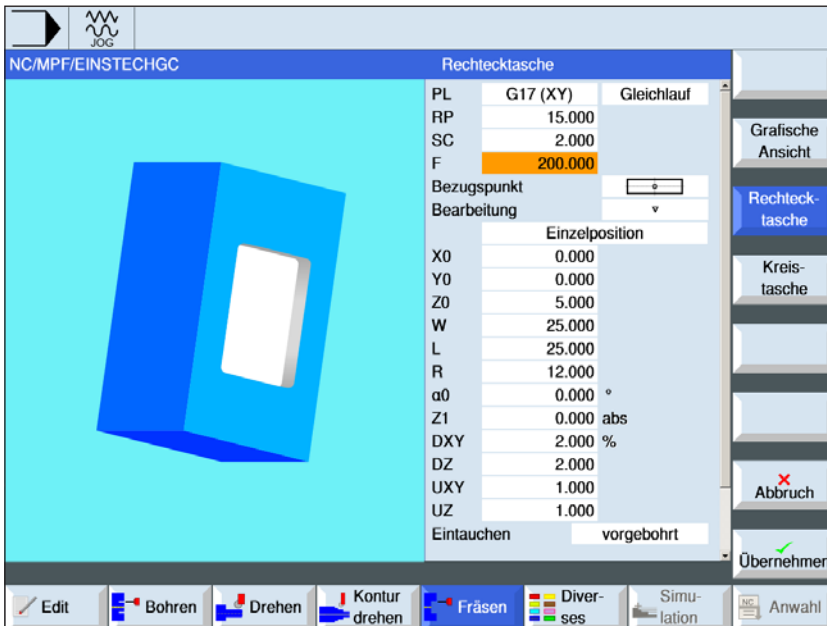 JOG
NC/MPF/EINSTECHGC
Rechtecktasche
PL G17 (XY) Gleichlauf
RP 15.000
SC 2.000
F 200.000
Bezugspunkt
Bearbeitung
Einzelposition
X0 0.000
Y0 0.000
Z0 5.000
W 25.000
L 25.000
R 12.000
α0 0.000 °
Z1 0.000 abs
DXY 2.000 %
DZ 2.000
UXY 1.000
UZ 1.000
Eintauchen vorgebohrt
Grafische
Ansicht
Rechteck-
tasche
Kreis-
tasche
Abbruch
Übernehmen
Edit
Bohren
Drehen
Kontur
drehen
Fräsen
Diver-
ses
Simu-
lation
NC
Anwahl